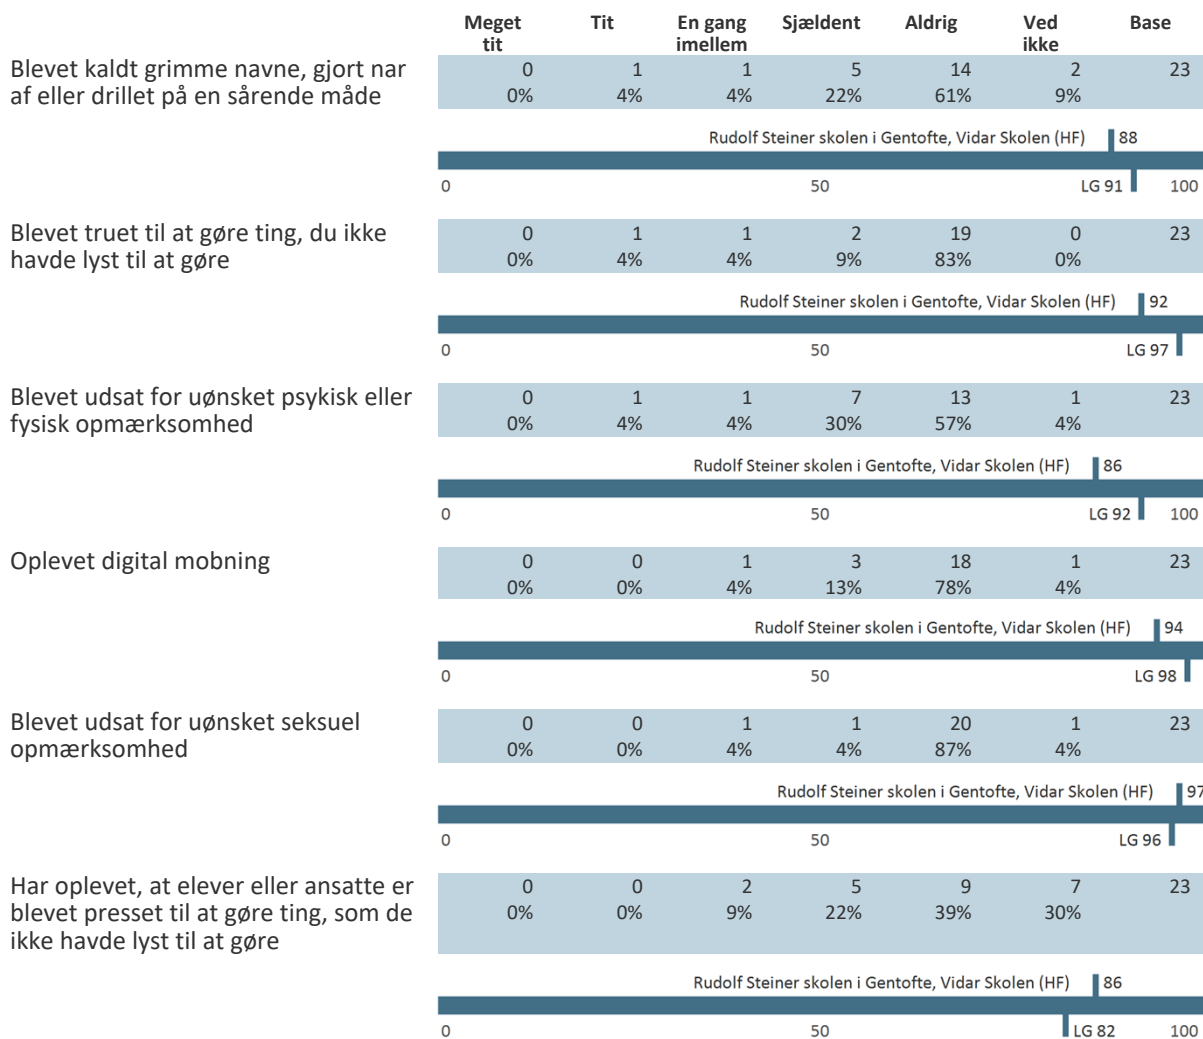 Meget tit Tit En gang imellem Sjældent Aldrig Ved ikke Base
Blevet kaldt grimme navne, gjort nar 0 1 1 5 14 2 23
af eller drillet på en sårende måde 0% 4% 4% 22% 61% 9%
Rudolf Steiner skolen i Gentofte, Vidar Skolen (HF) 88
0 50 LG 91 100
Blevet truet til at gøre ting, du ikke 0 1 1 2 19 0 23
havde lyst til at gøre 0% 4% 4% 9% 83% 0%
Rudolf Steiner skolen i Gentofte, Vidar Skolen (HF) 92
0 50 LG 97
Blevet udsat for uønsket psykisk eller 0 1 1 7 13 1 23
fysisk opmærksomhed 0% 4% 4% 30% 57% 4%
Rudolf Steiner skolen i Gentofte, Vidar Skolen (HF) 86
0 50 LG 92 100
Oplevet digital mobning 0 0 1 3 18 1 23
0% 0% 4% 13% 78% 4%
Rudolf Steiner skolen i Gentofte, Vidar Skolen (HF) 94
0 50 LG 98
Blevet udsat for uønsket seksuel 0 0 1 1 20 1 23
opmærksomhed 0% 0% 4% 4% 87% 4%
Rudolf Steiner skolen i Gentofte, Vidar Skolen (HF) 97
0 50 LG 96
Har oplevet, at elever eller ansatte er 0 0 2 5 9 7 23
blevet presset til at gøre ting, som de 0% 0% 9% 22% 39% 30%
ikke havde lyst til at gøre
Rudolf Steiner skolen i Gentofte, Vidar Skolen (HF) 86
0 50 LG 82 100